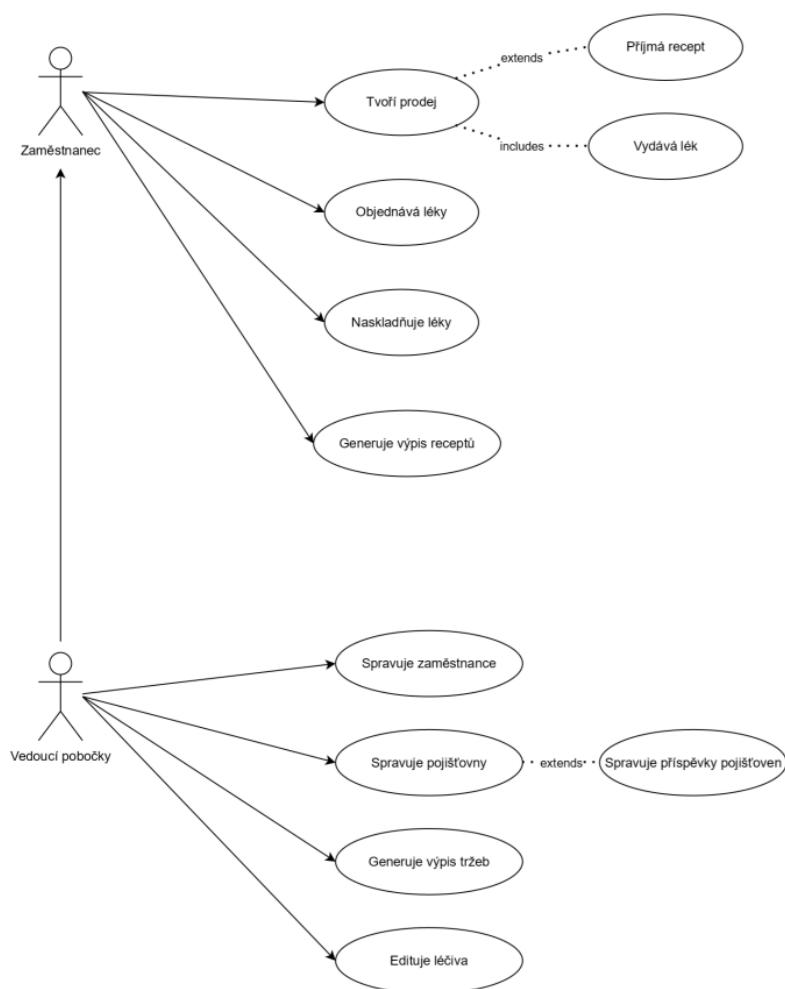 Příjmá recept
extends
Tvoří prodej
includes
Vydává lék
Zaměstnanec
Objednává léky
Naskladňuje léky
Generuje výpis receptů
Spravuje zaměstnance
Vedoucí pobočky
Spravuje pojišťovny
extends
Spravuje příspěvky pojišťoven
Generuje výpis tržeb
Edituje léčiva